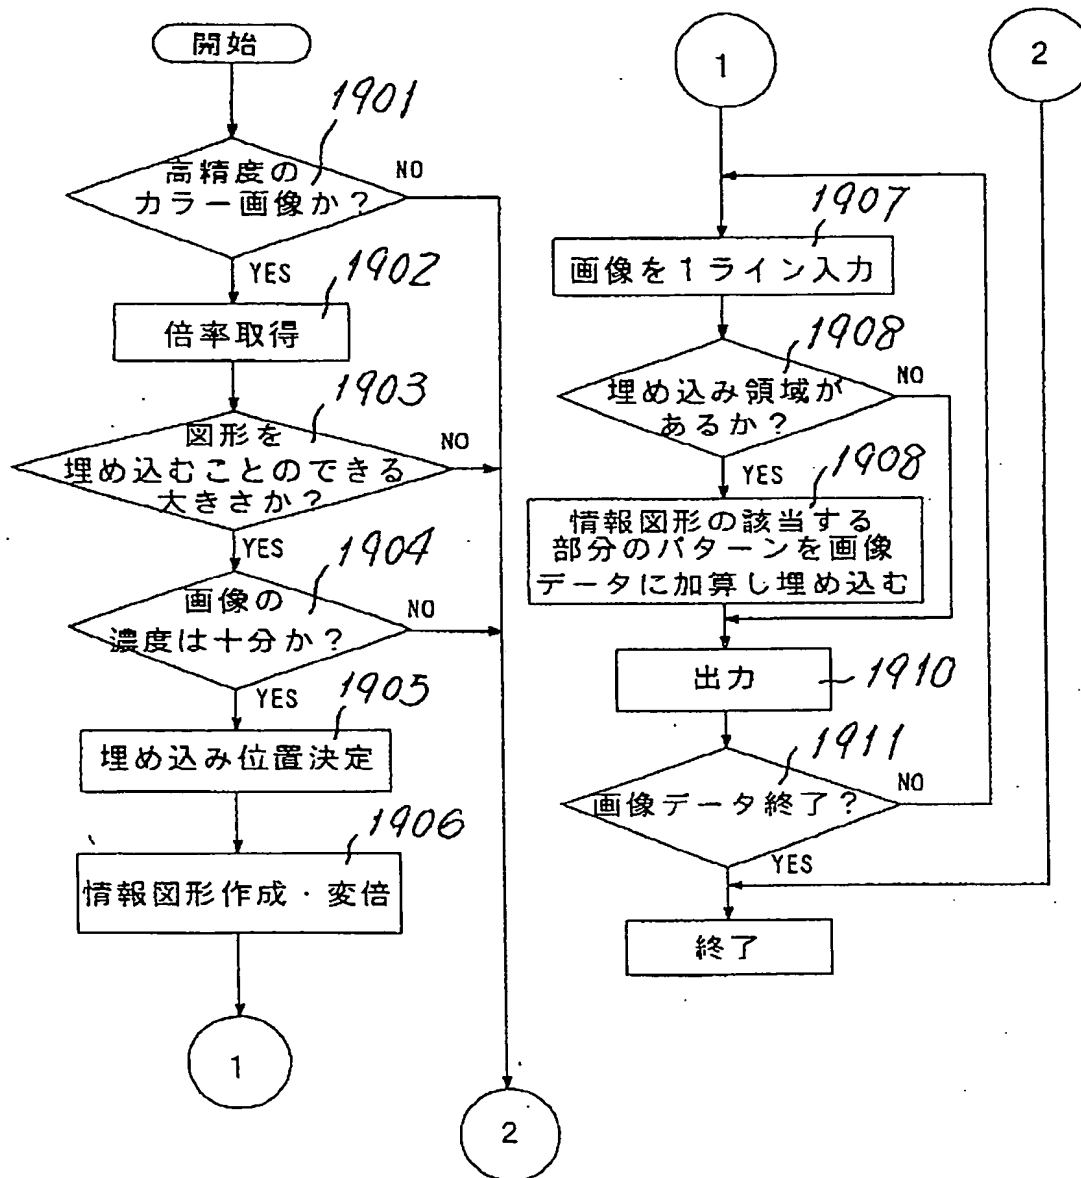 開始
1901
高精度の
カラー画像か？
NO
YES
1902
倍率取得
1903
図形を
埋め込むことのできる
大きさか？
NO
YES
1904
画像の
濃度は十分か？
NO
YES
1905
埋め込み位置決定
1906
情報図形作成・変倍
1
2
1
2
1907
画像を１ライン入力
1908
埋め込み領域が
あるか？
NO
YES
1908
情報図形の該当する
部分のパターンを画像
データに加算し埋め込む
出力
1910
1911
画像データ終了？
NO
YES
終了